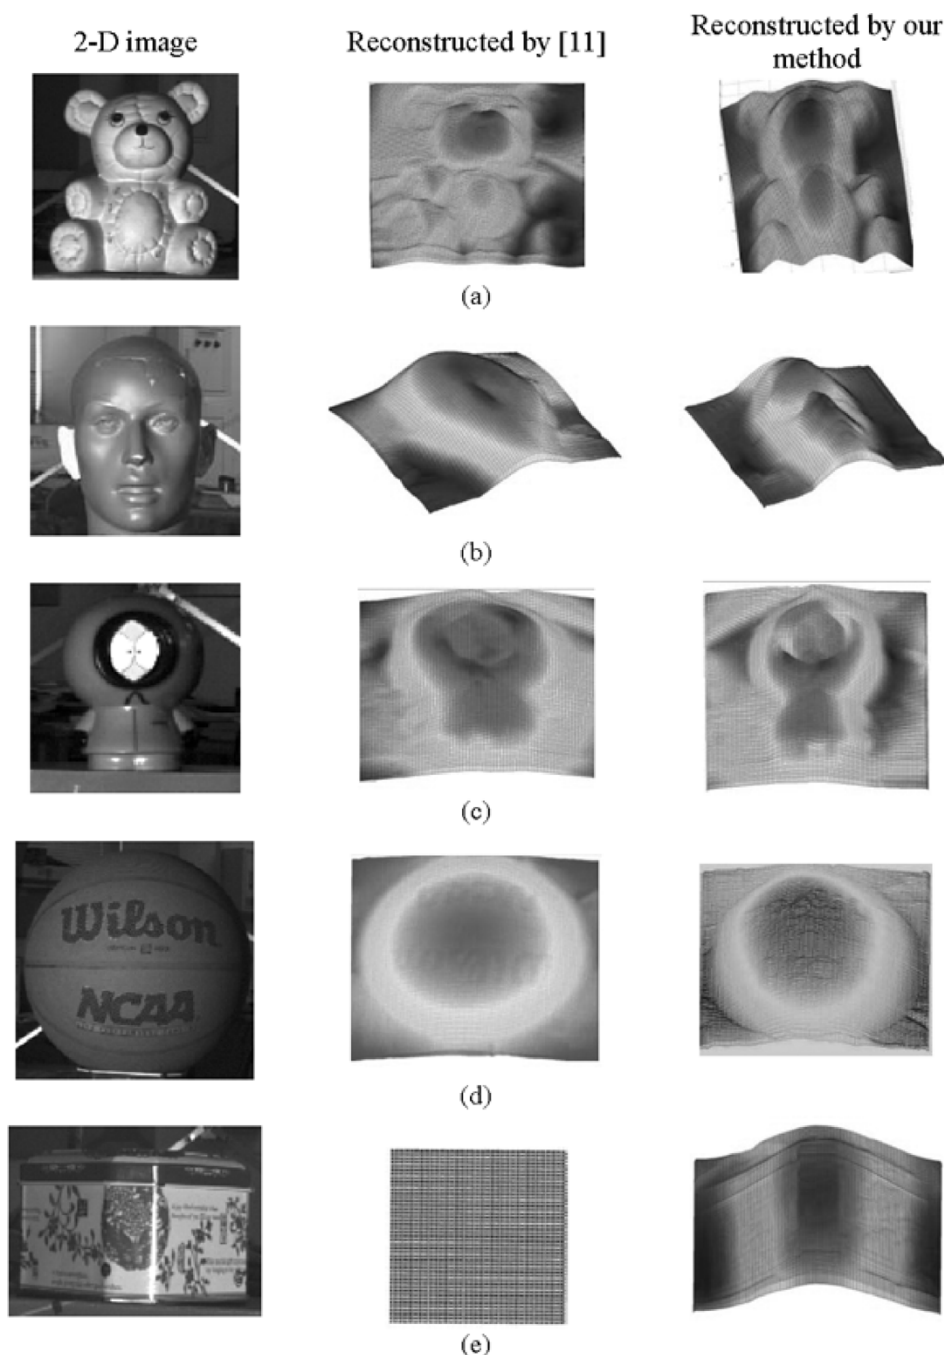 2-D image
Reconstructed by [11]
Reconstructed by our
method
(a)
(b)
(c)
Wilson
NCAA
(d)
(e)